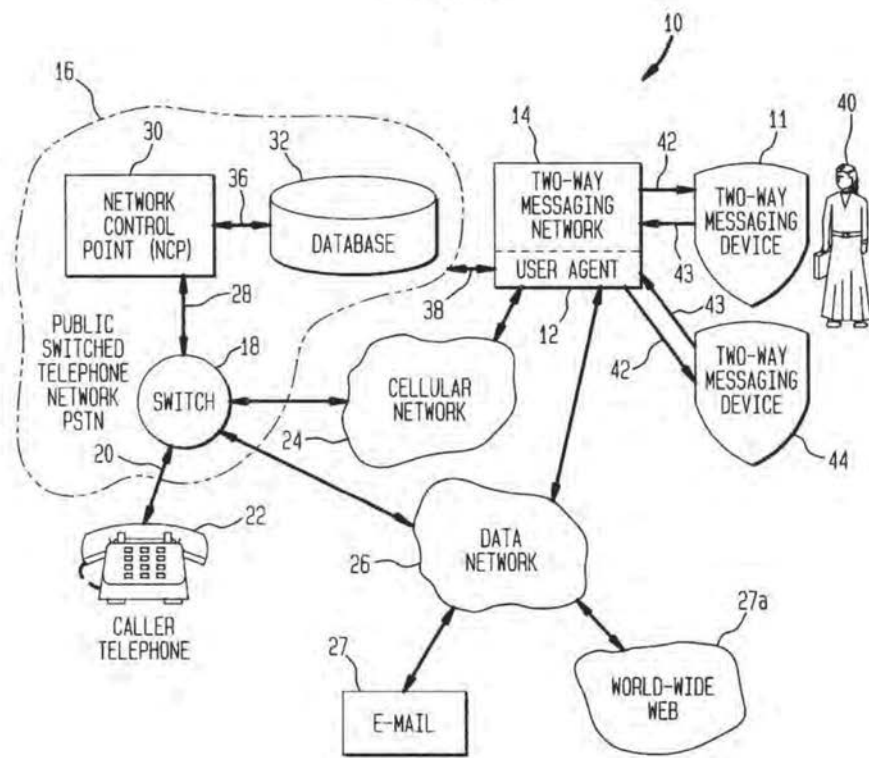 10
16
30
32
14
42
11
40
NETWORK
CONTROL
POINT (NCP)
36
DATABASE
TWO-WAY
MESSAGING
NETWORK
USER AGENT
43
TWO-WAY
MESSAGING
DEVICE
28
38
12
43
42
PUBLIC
SWITCHED
TELEPHONE
NETWORK
PSTN
18
SWITCH
CELLULAR
NETWORK
24
TWO-WAY
MESSAGING
DEVICE
44
20
22
CALLER
TELEPHONE
DATA
NETWORK
26
27
E-MAIL
27a
WORLD-WIDE
WEB